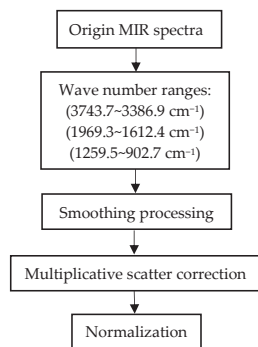 Origin MIR spectra
Wave number ranges:
(3743.7~3386.9 cm⁻¹)
(1969.3~1612.4 cm⁻¹)
(1259.5~902.7 cm⁻¹)
Smoothing processing
Multiplicative scatter correction
Normalization